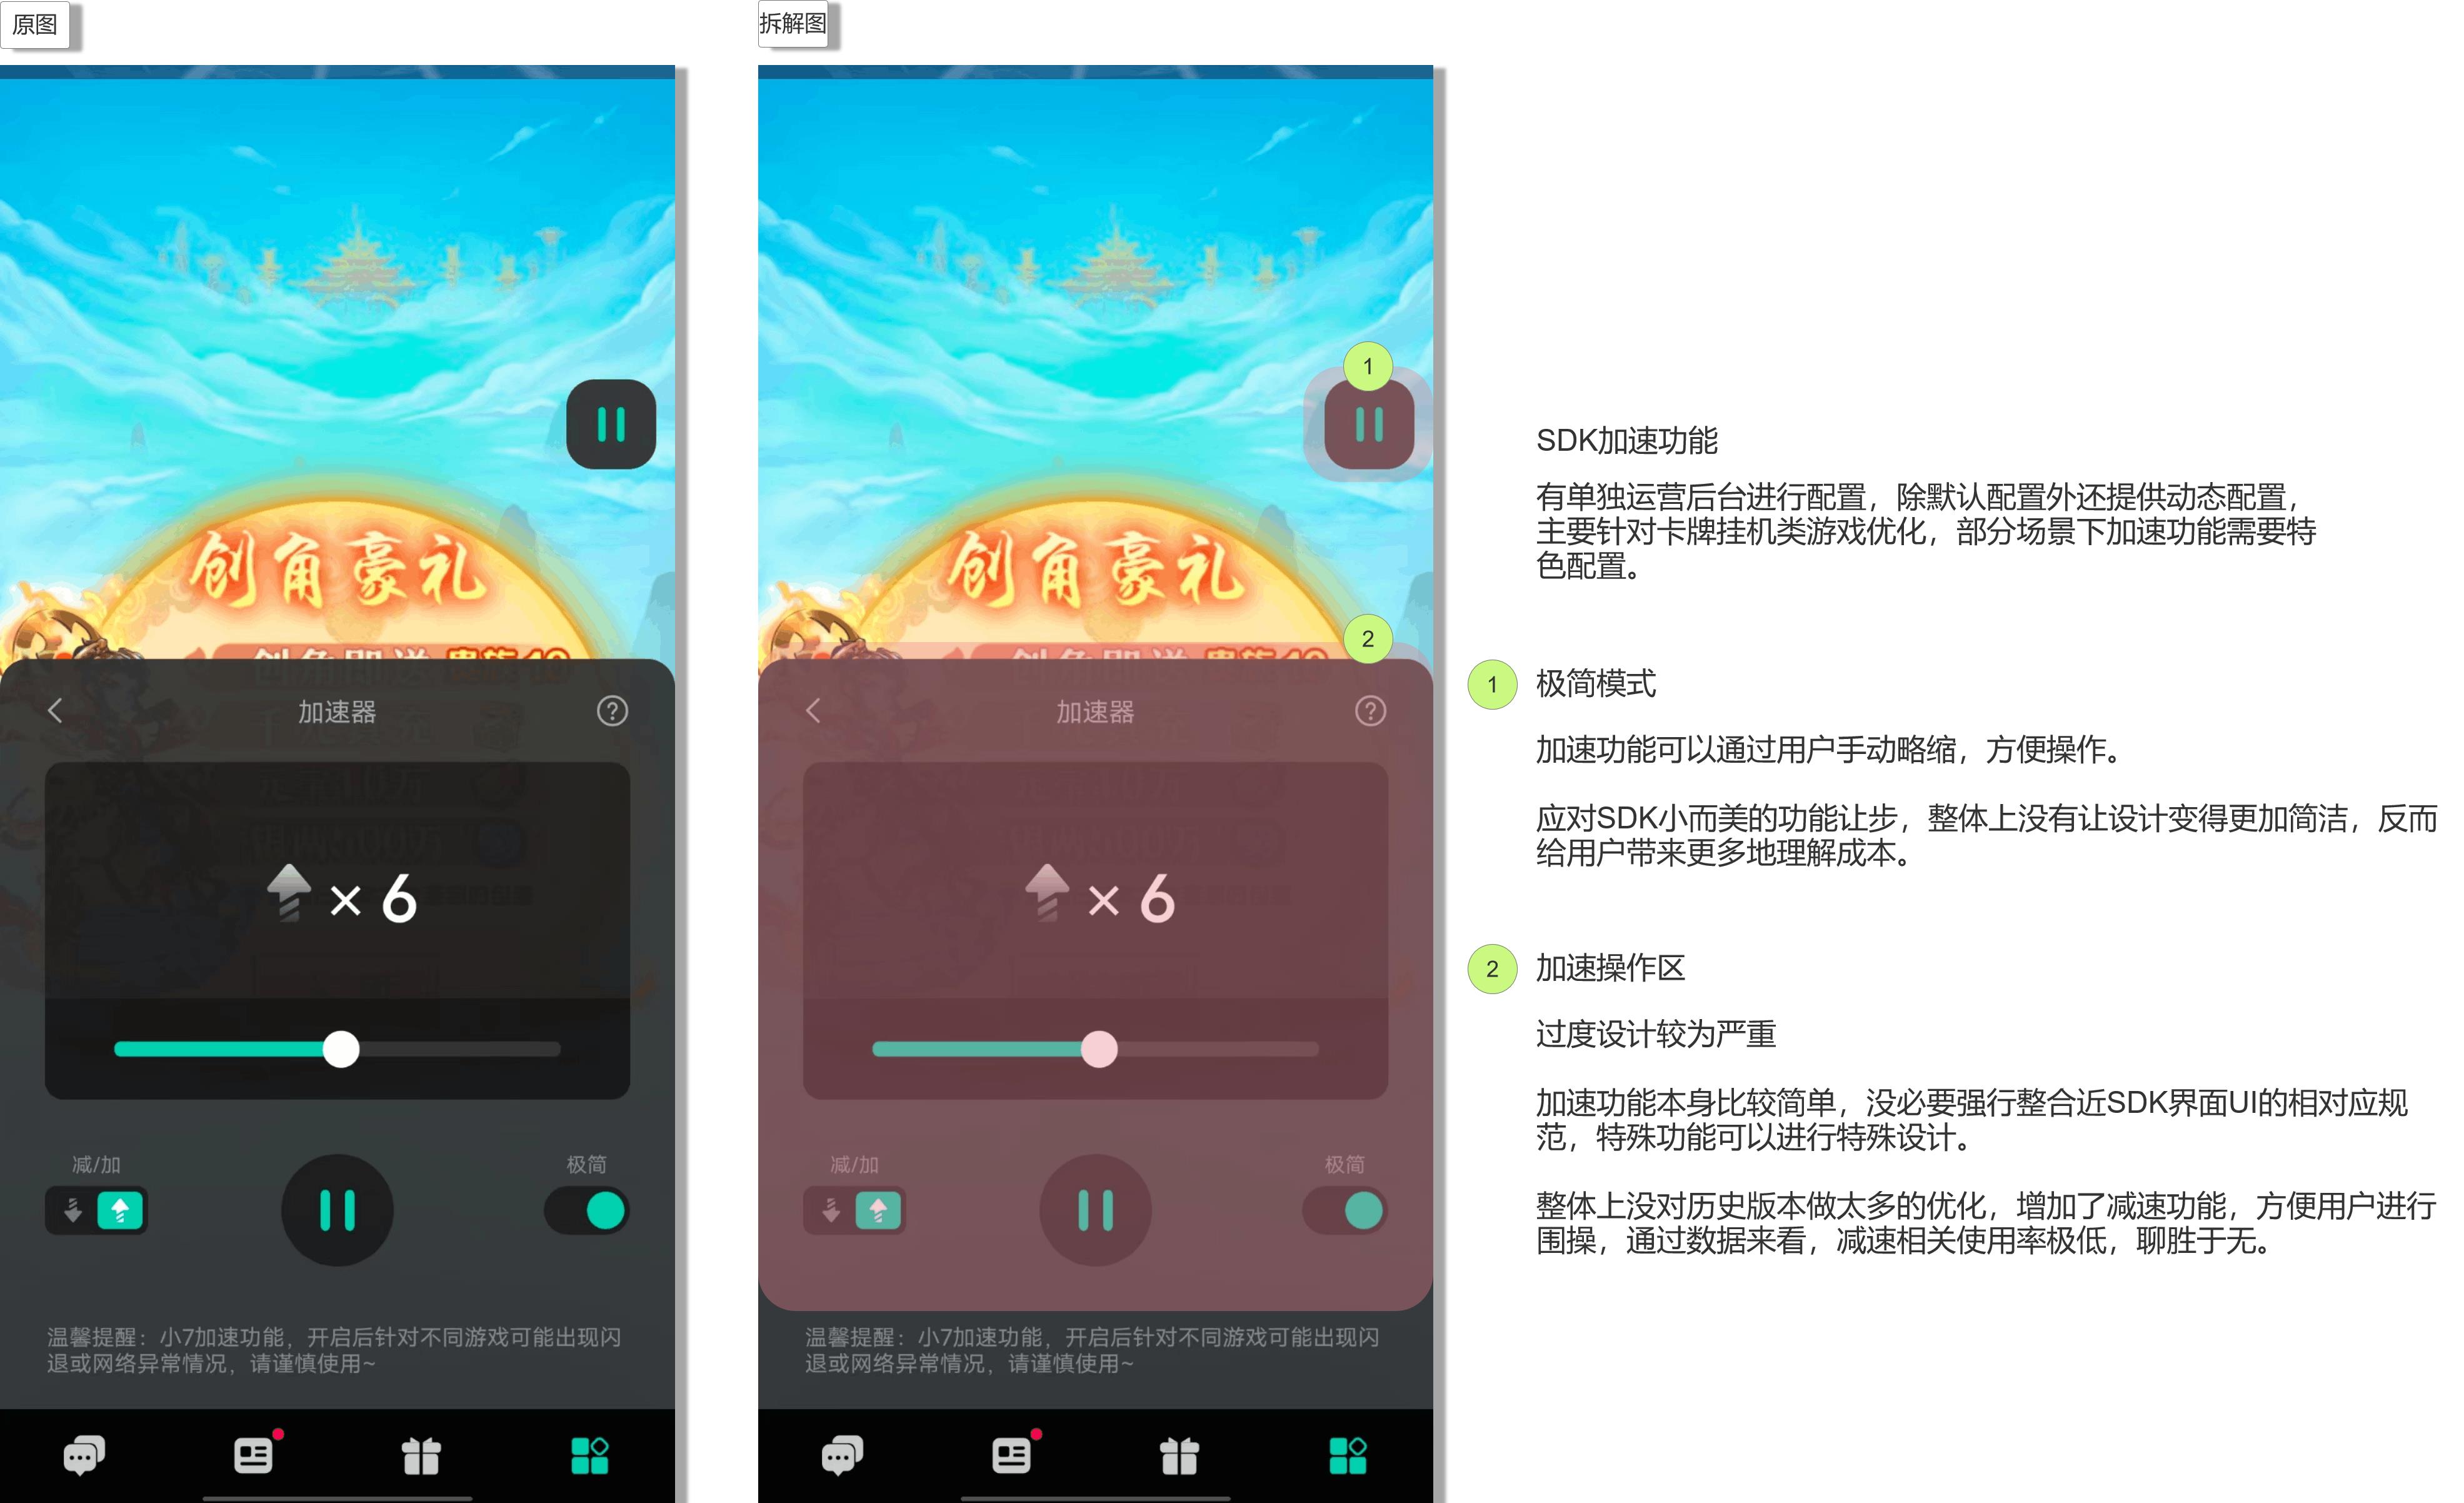 原图
创角豪礼
加速器
×6
减/加
极简
温馨提醒：小7加速功能，开启后针对不同游戏可能出现闪
退或网络异常情况，请谨慎使用~
拆解图
1
创角豪礼
2
加速器
×6
减/加
极简
温馨提醒：小7加速功能，开启后针对不同游戏可能出现闪
退或网络异常情况，请谨慎使用~
SDK加速功能
有单独运营后台进行配置，除默认配置外还提供动态配置，
主要针对卡牌挂机类游戏优化，部分场景下加速功能需要特
色配置。
1 极简模式
加速功能可以通过用户手动略缩，方便操作。
应对SDK小而美的功能让步，整体上没有让设计变得更加简洁，反而
给用户带来更多地理解成本。
2 加速操作区
过度设计较为严重
加速功能本身比较简单，没必要强行整合近SDK界面UI的相对应规
范，特殊功能可以进行特殊设计。
整体上没对历史版本做太多的优化，增加了减速功能，方便用户进行
围操，通过数据来看，减速相关使用率极低，聊胜于无。